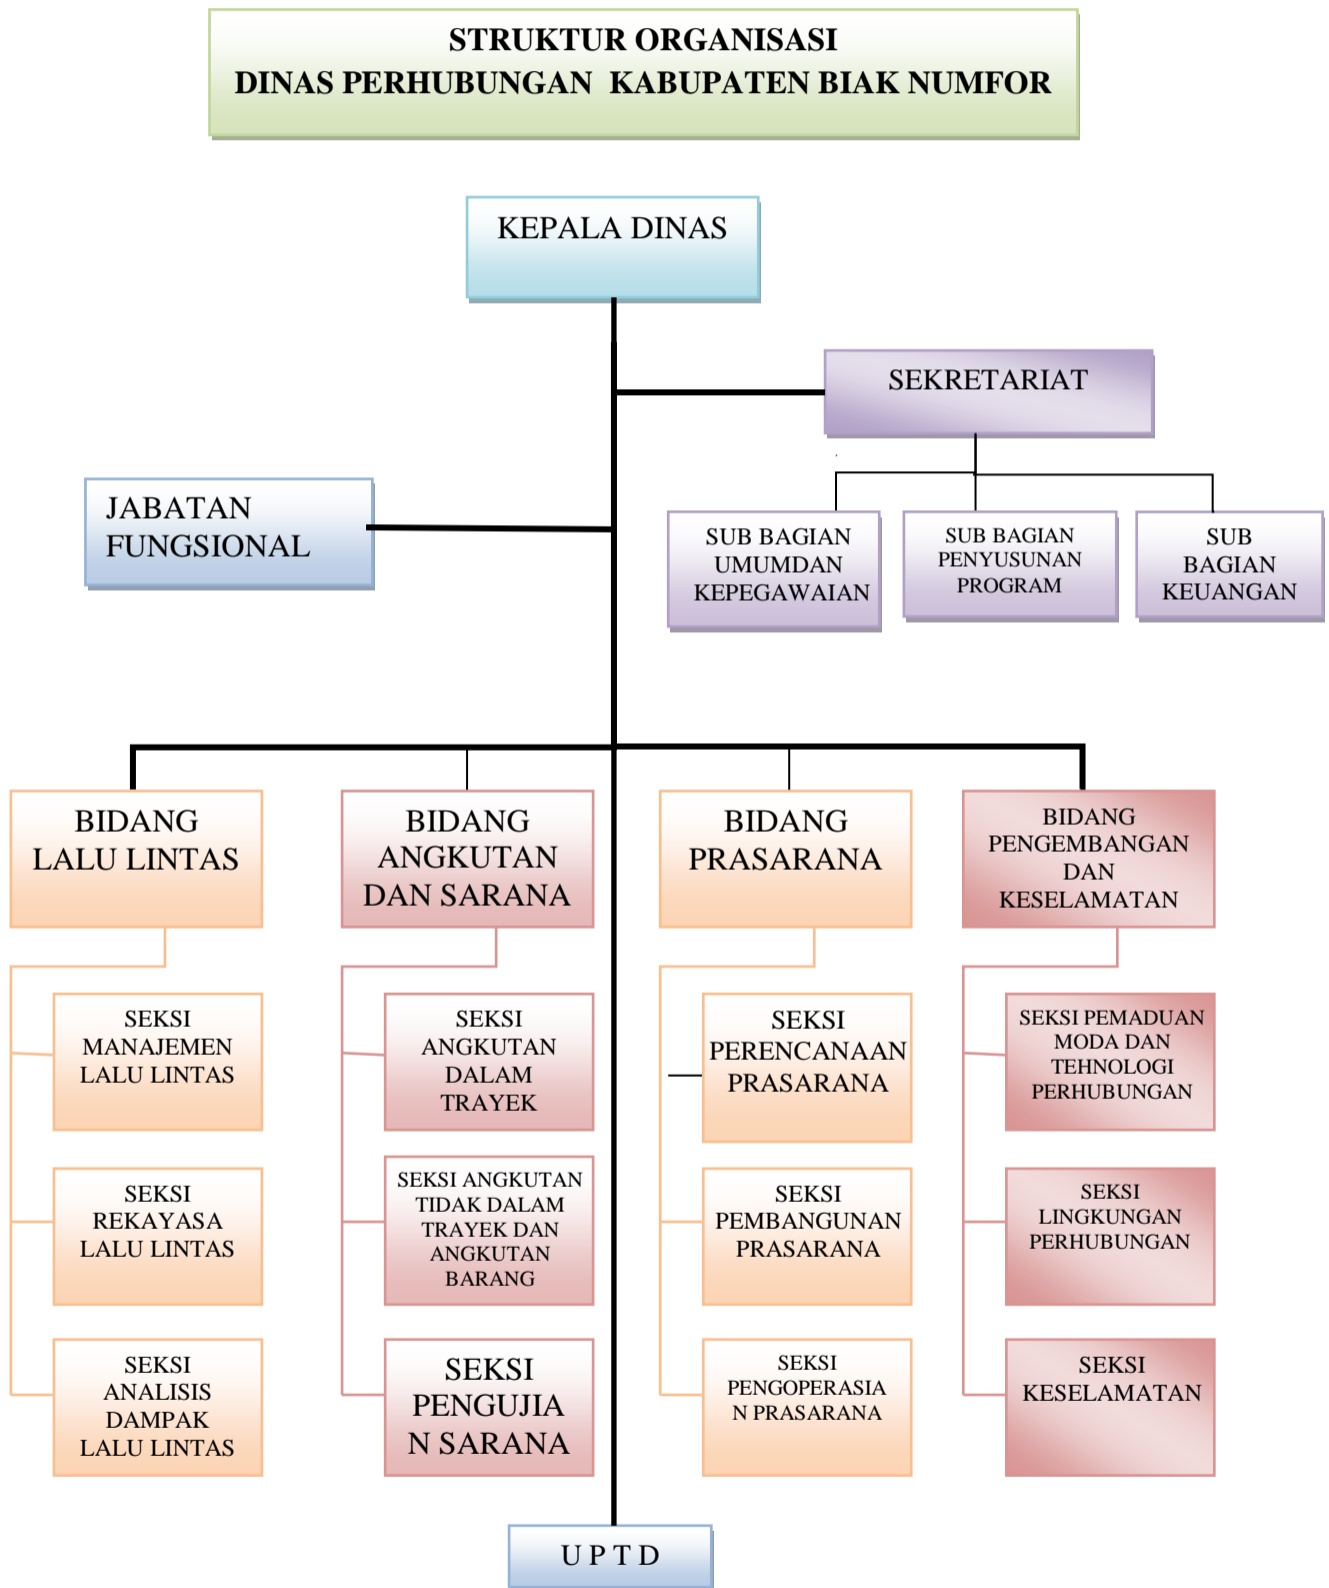 STRUKTUR ORGANISASI
DINAS PERHUBUNGAN KABUPATEN BIAK NUMFOR
KEPALA DINAS
SEKRETARIAT
JABATAN
FUNGSIONAL
SUB BAGIAN
UMUMDAN
KEPEGAWAIAN
SUB BAGIAN
PENYUSUNAN
PROGRAM
SUB
BAGIAN
KEUANGAN
BIDANG
LALU LINTAS
BIDANG
ANGKUTAN
DAN SARANA
BIDANG
PRASARANA
BIDANG
PENGEMBANGAN
DAN
KESELAMATAN
SEKSI
MANAJEMEN
LALU LINTAS
SEKSI
ANGKUTAN
DALAM
TRAYEK
SEKSI
PERENCANAAN
PRASARANA
SEKSI PEMADUAN
MODA DAN
TEHNOLOGI
PERHUBUNGAN
SEKSI
REKAYASA
LALU LINTAS
SEKSI ANGKUTAN
TIDAK DALAM
TRAYEK DAN
ANGKUTAN
BARANG
SEKSI
PEMBANGUNAN
PRASARANA
SEKSI
LINGKUNGAN
PERHUBUNGAN
SEKSI
ANALISIS
DAMPAK
LALU LINTAS
SEKSI
PENGUJIA
N SARANA
SEKSI
PENGOPERASIA
N PRASARANA
SEKSI
KESELAMATAN
U P T D